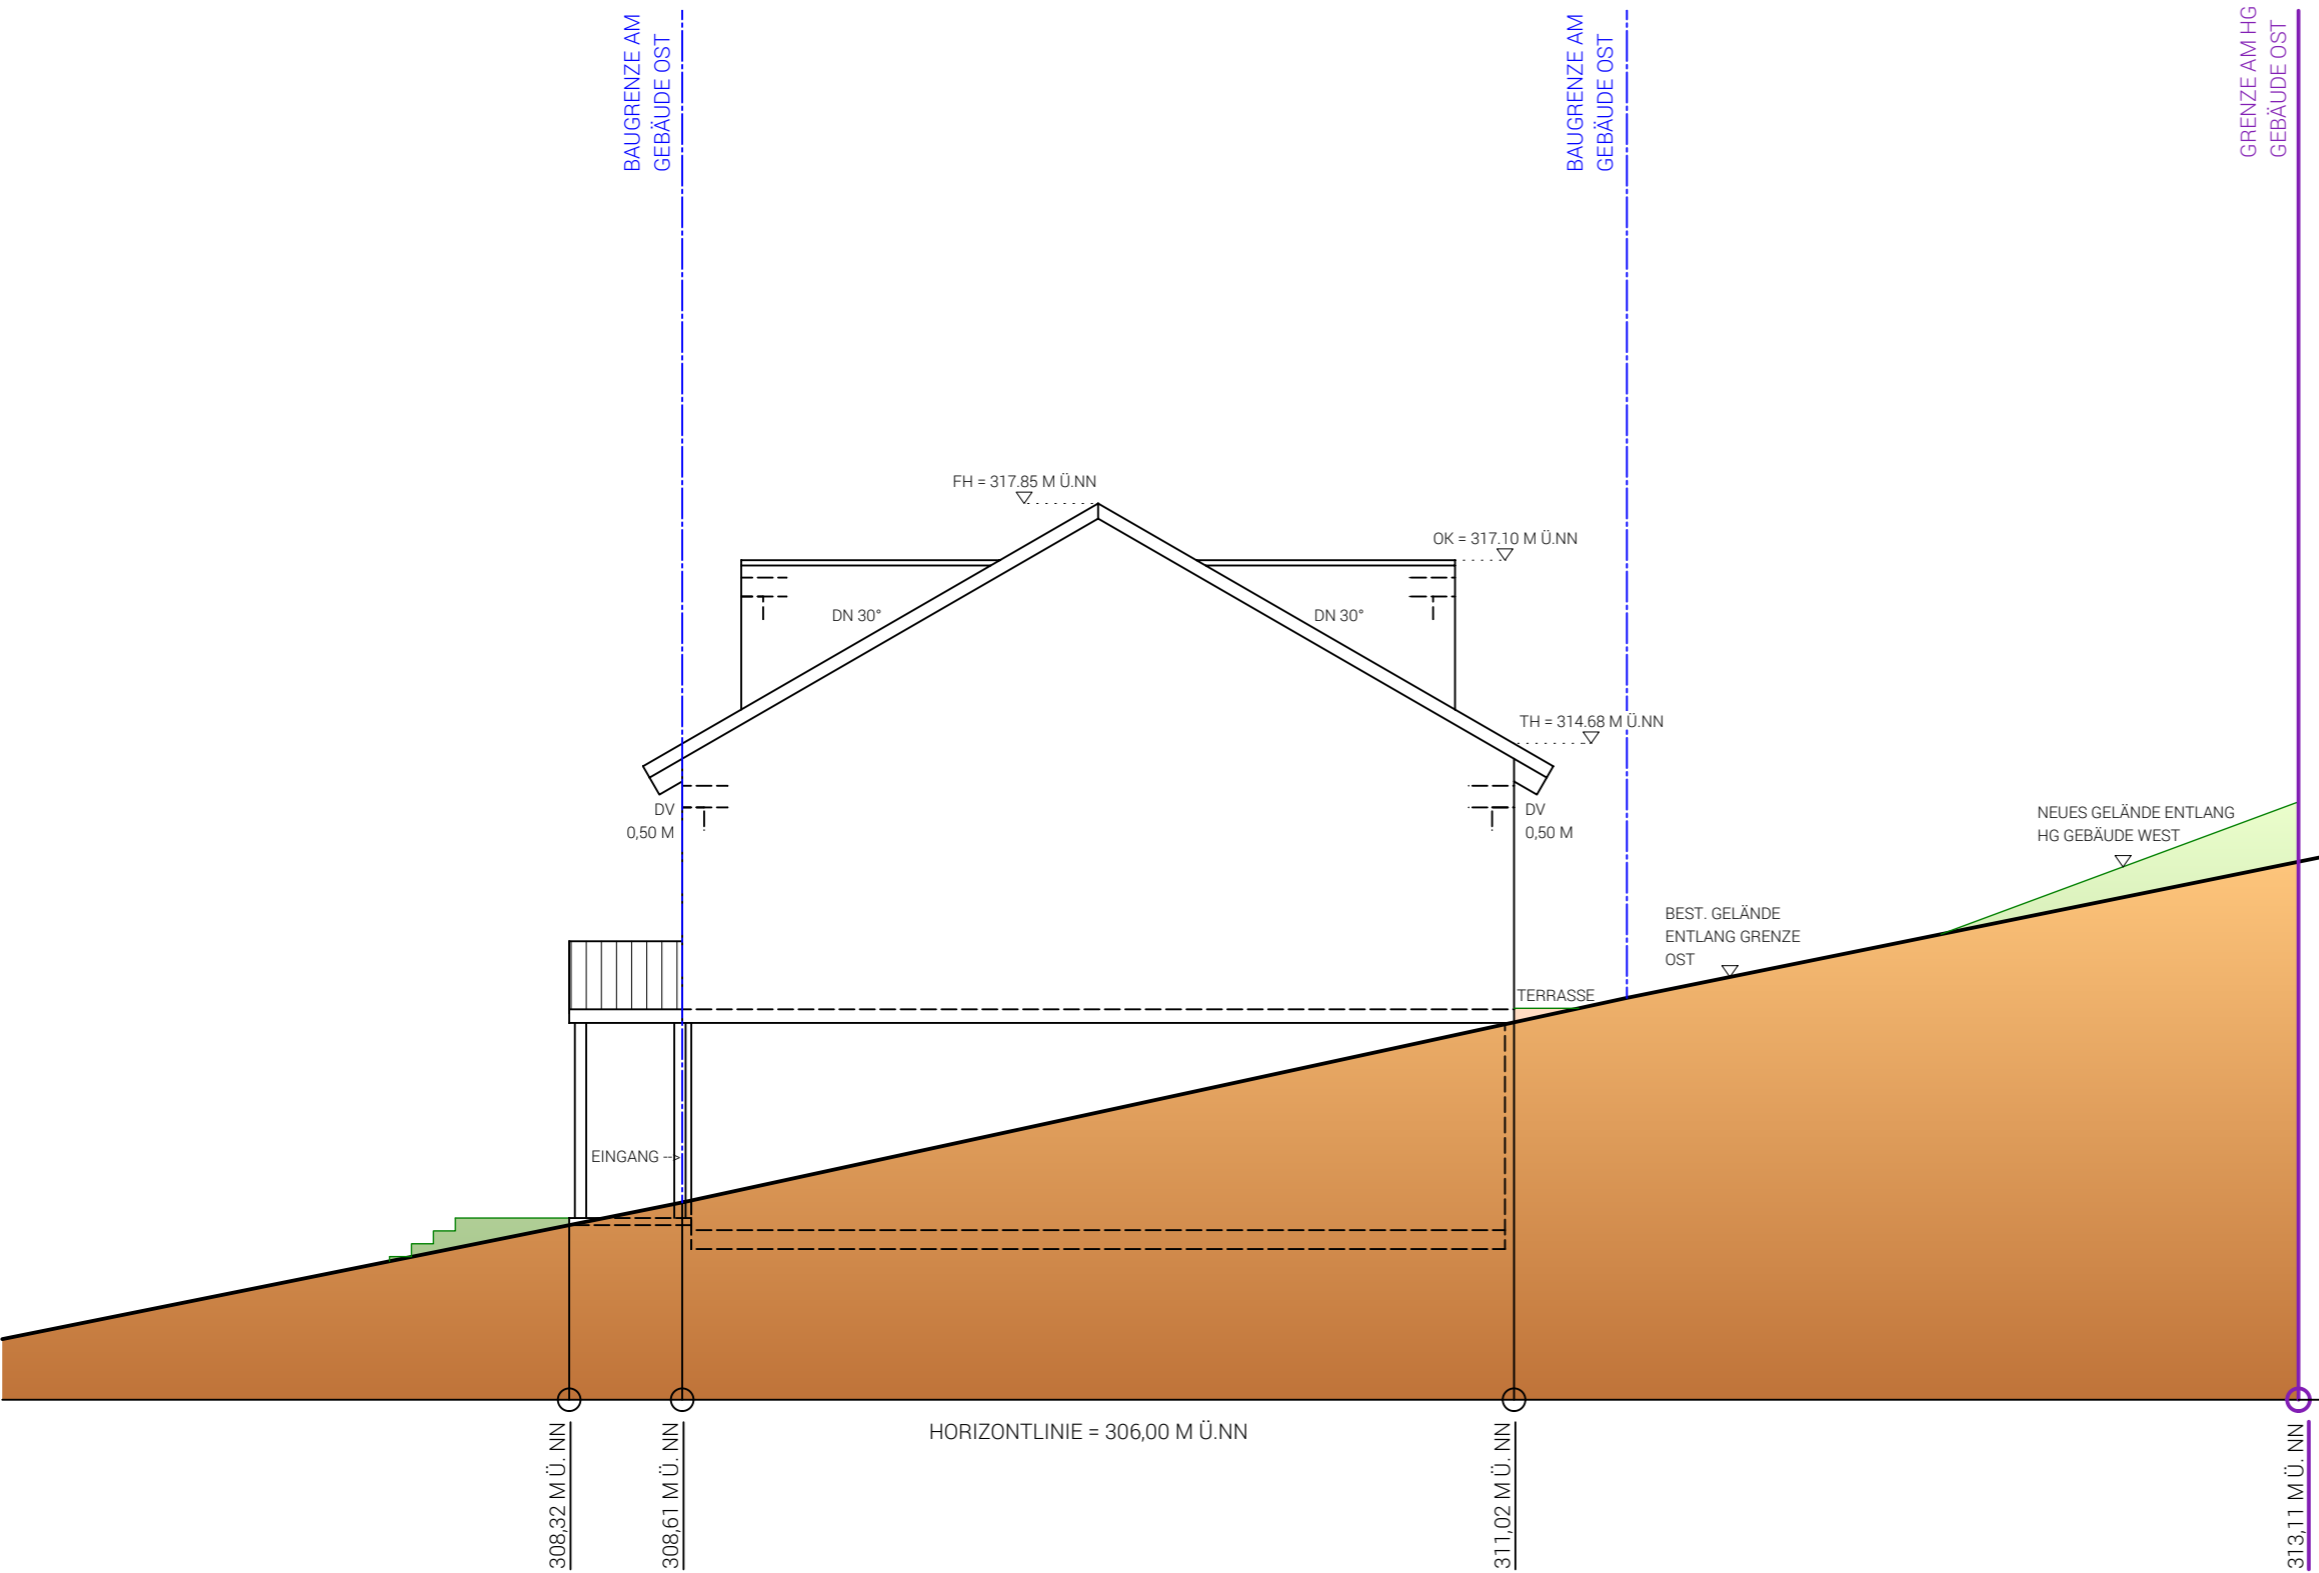 BAUGRENZE AM
GEBÄUDE OST
BAUGRENZE AM
GEBÄUDE OST
GRENZE AM HG
GEBÄUDE OST
FH = 317.85 M Ü.NN
OK = 317.10 M Ü.NN
DN 30°
DN 30°
TH = 314.68 M Ü.NN
DV
0,50 M
DV
0,50 M
NEUES GELÄNDE ENTLANG
HG GEBÄUDE WEST
BEST. GELÄNDE
ENTLANG GRENZE
OST
TERRASSE
EINGANG -->
HORIZONTLINIE = 306,00 M Ü.NN
308,32 M Ü. NN
308,61 M Ü. NN
311,02 M Ü. NN
313,11 M Ü. NN